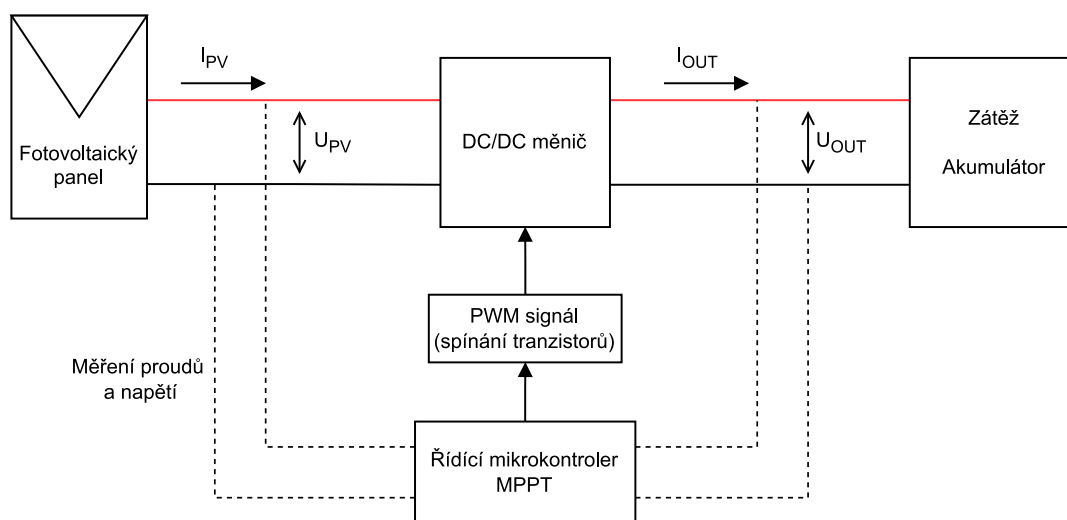 I_PV
I_OUT
Fotovoltaický
panel
U_PV
DC/DC měnič
U_OUT
Zátěž
Akumulátor
PWM signál
(spínání tranzistorů)
Měření proudů
a napětí
Řídící mikrokontroler
MPPT